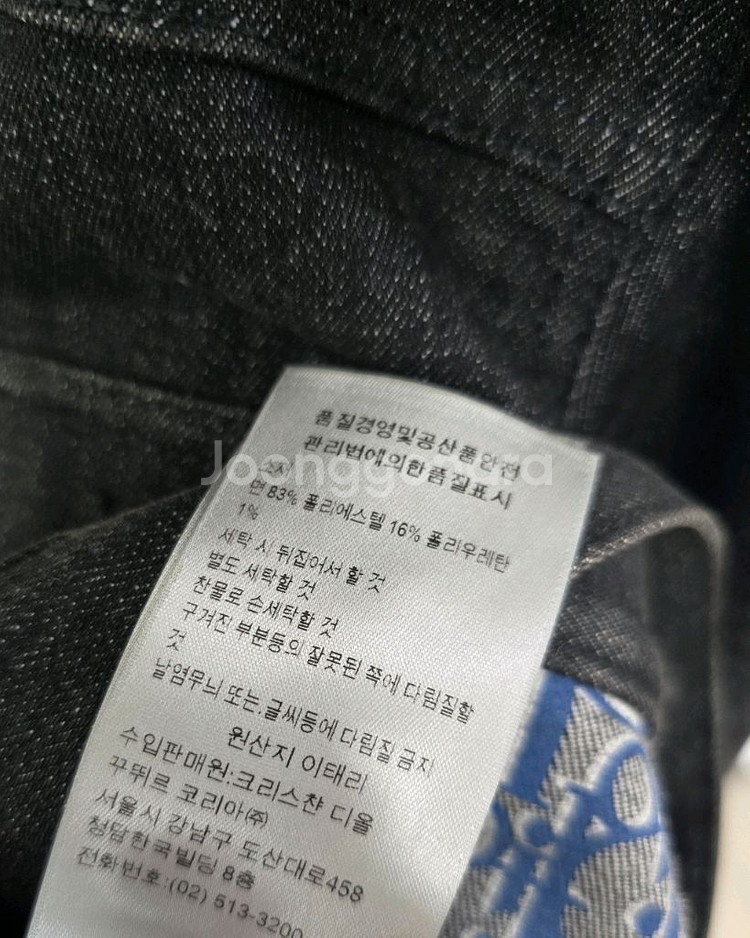 품질경영및공산품안전
관리법에의한품질표시
Joonggonara
소재
면 83% 폴리에스텔 16% 폴리우레탄
1%
세탁 시 뒤집어서 할 것
별도 세탁할 것
찬물로 손세탁할 것
구겨진 부분등의 잘못된 쪽에 다림질할
것
날염무늬 또는.글씨등에 다림질 금지
원산지 이태리
수입판매원:크리스챤 디올
꾸뛰르 코리아㈜
서울시 강남구 도산대로458
청담한국빌딩 8층
전화번호:(02) 513-3200